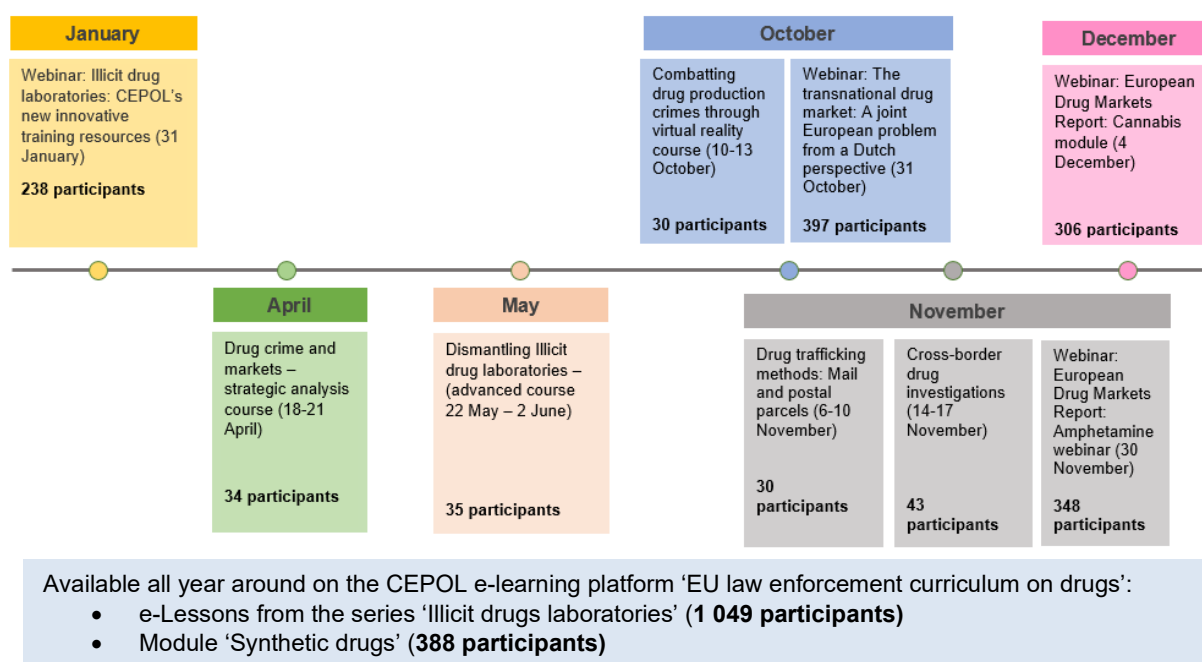 January
Webinar: Illicit drug
laboratories: CEPOL's
new innovative
training resources (31
January)
238 participants
October
Combatting
drug production
crimes through
virtual reality
course (10-13
October)
30 participants
Webinar: The
transnational drug
market: A joint
European problem
from a Dutch
perspective (31
October)
397 participants
December
Webinar: European
Drug Markets
Report: Cannabis
module (4
December)
306 participants
April
Drug crime and
markets –
strategic analysis
course (18-21
April)
34 participants
May
Dismantling Illicit
drug laboratories –
(advanced course
22 May – 2 June)
35 participants
November
Drug trafficking
methods: Mail
and postal
parcels (6-10
November)
30
participants
Cross-border
drug
investigations
(14-17
November)
43
participants
Webinar:
European
Drug Markets
Report:
Amphetamine
webinar (30
November)
348
participants
Available all year around on the CEPOL e-learning platform ‘EU law enforcement curriculum on drugs’:
• e-Lessons from the series ‘Illicit drugs laboratories’ (1 049 participants)
• Module ‘Synthetic drugs’ (388 participants)